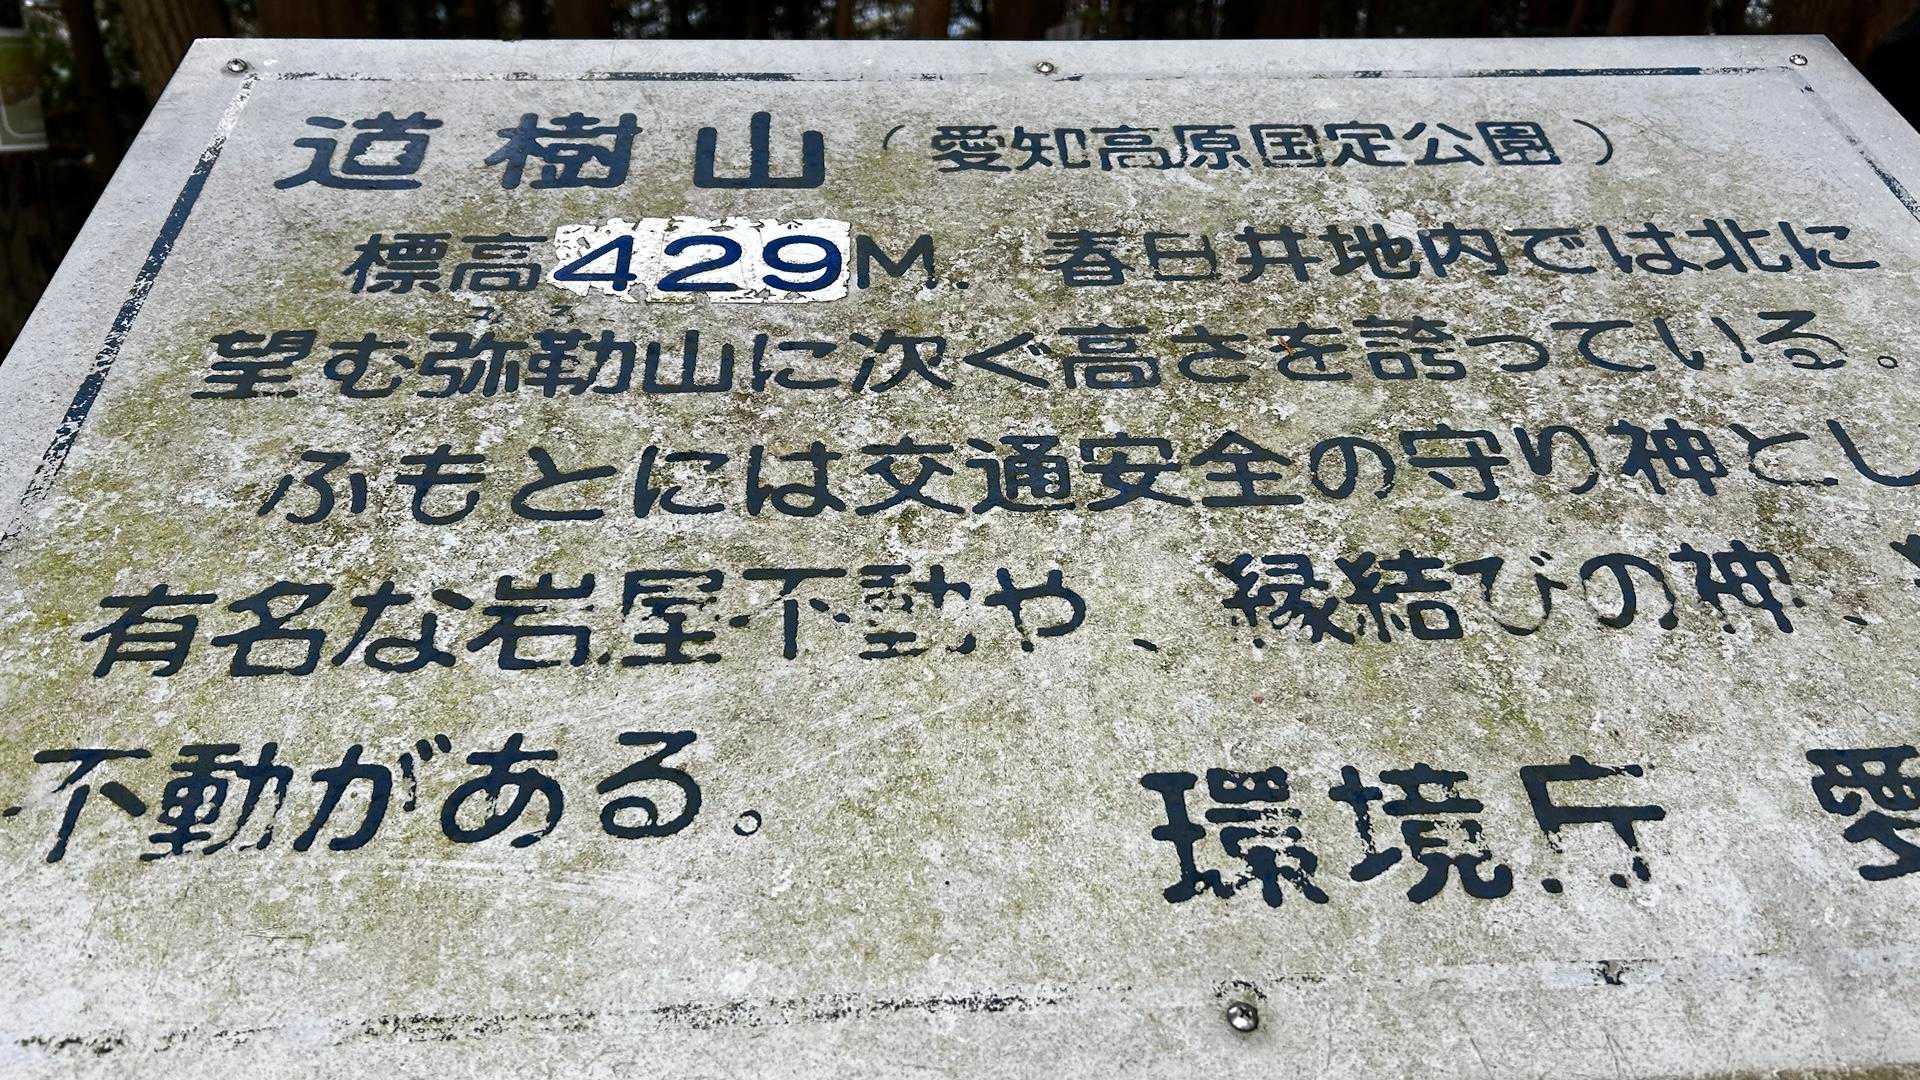 道樹山(愛知高原国定公園)
標高429M. 春日井地内では北に
ミ ロク
望む弥勒山に次ぐ高さを誇っている。
ふもとには交通安全の守り神とし
有名な岩屋不動や、縁結びの神、
不動がある。
環境庁 愛